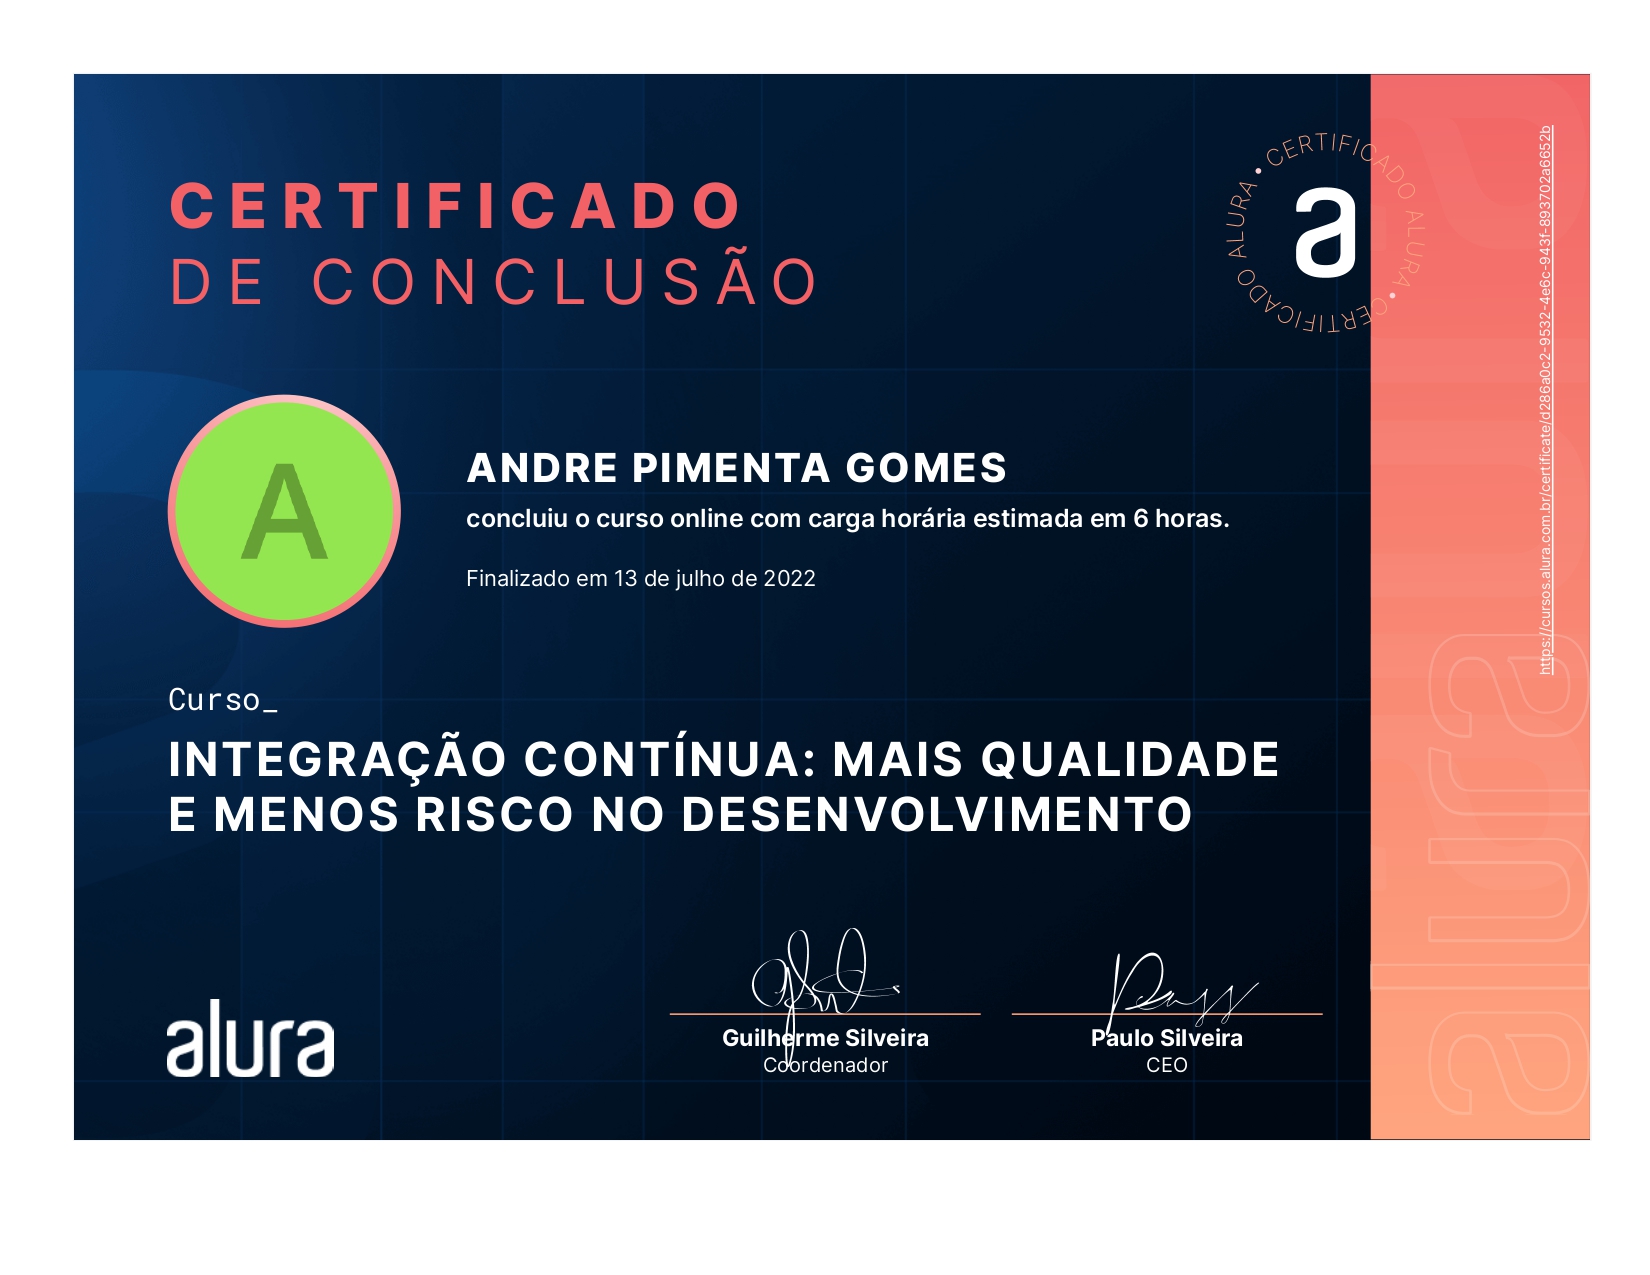 CERTIFICADO
DE CONCLUSÃO
CERTIFICADO ALURA • CERTIFICADO ALURA •
a
https://cursos.alura.com.br/certificate/d286a0c2-9532-4e6c-943f-893702a6652b
A
ANDRE PIMENTA GOMES
concluiu o curso online com carga horária estimada em 6 horas.
Finalizado em 13 de julho de 2022
Curso_
INTEGRAÇÃO CONTÍNUA: MAIS QUALIDADE
E MENOS RISCO NO DESENVOLVIMENTO
alura
Guilherme Silveira
Coordenador
Paulo Silveira
CEO
alura